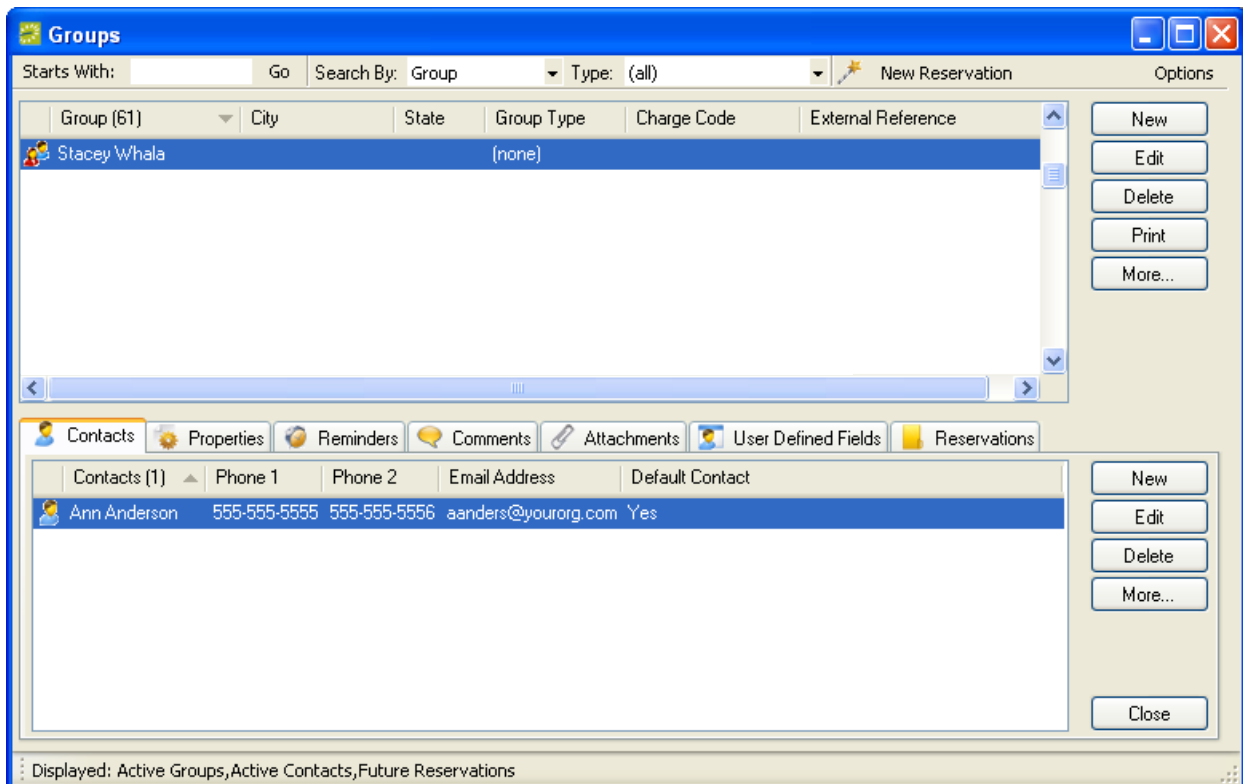 Groups
Starts With: Go Search By: Group Type: (all) New Reservation Options
Group (61) City State Group Type Charge Code External Reference New
Stacey Whala (none) Edit
Delete
Print
More...
Contacts Properties Reminders Comments Attachments User Defined Fields Reservations
Contacts (1) Phone 1 Phone 2 Email Address Default Contact New
Ann Anderson 555-555-5555 555-555-5556 aanders@yourorg.com Yes Edit
Delete
More...
Close
Displayed: Active Groups,Active Contacts,Future Reservations